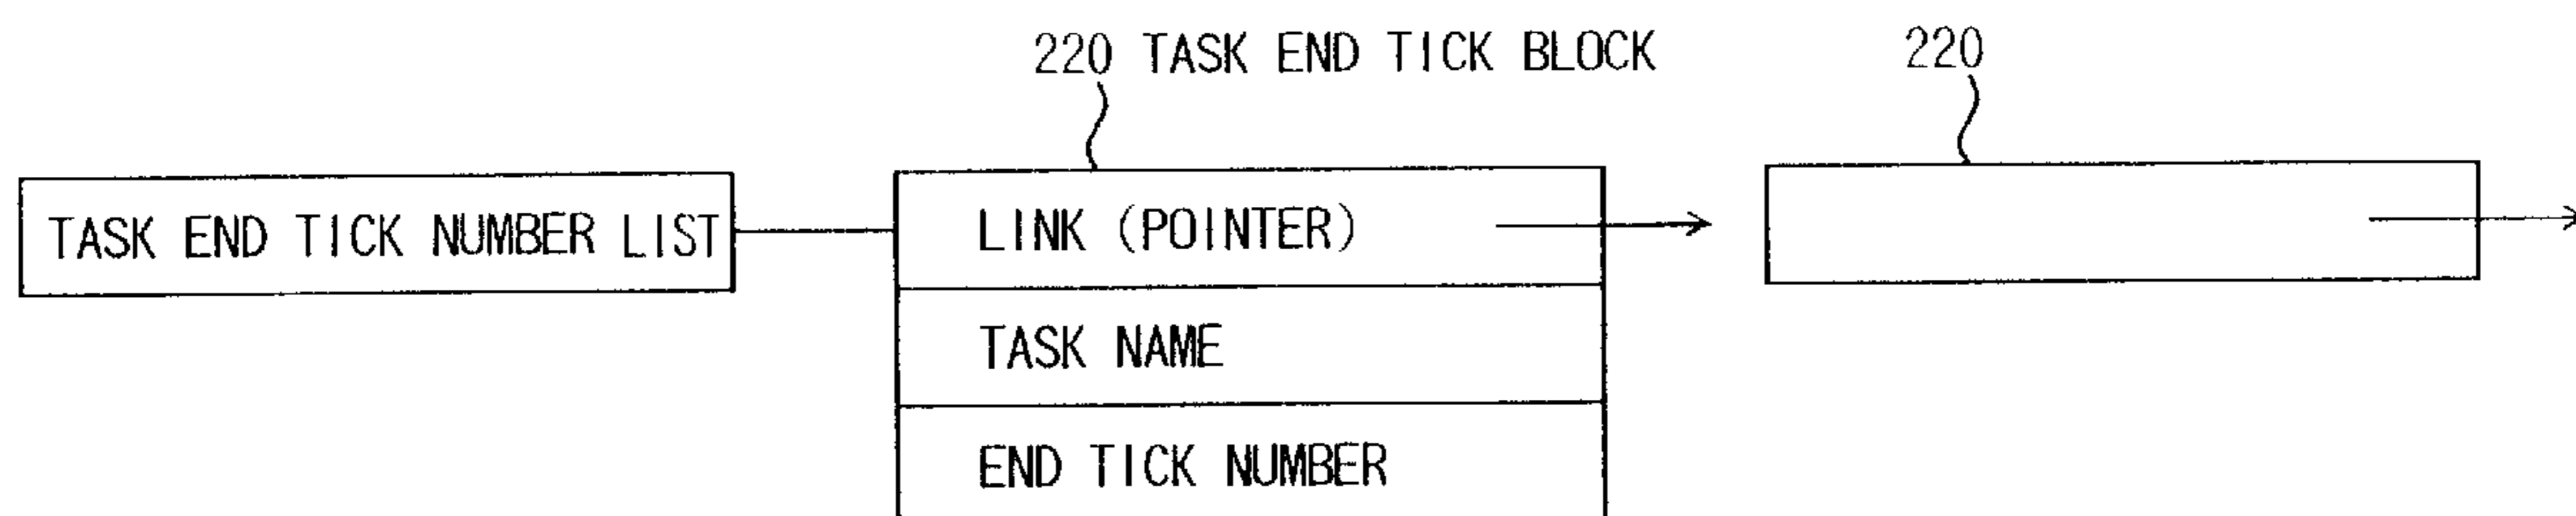 220 TASK END TICK BLOCK
220
TASK END TICK NUMBER LIST
LINK (POINTER)
TASK NAME
END TICK NUMBER